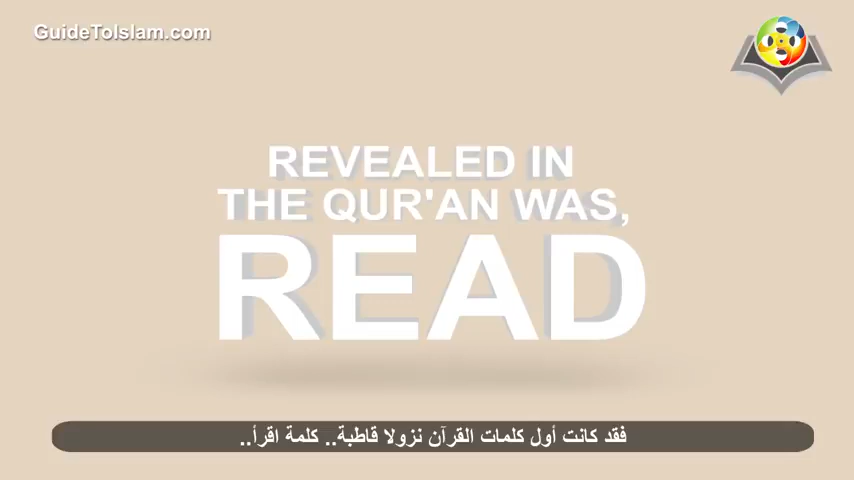 GuideToIslam.com
REVEALED IN
THE QUR'AN WAS,
READ
فقد كانت أول كلمات القرآن نزولا قاطبة.. كلمة اقرأ..